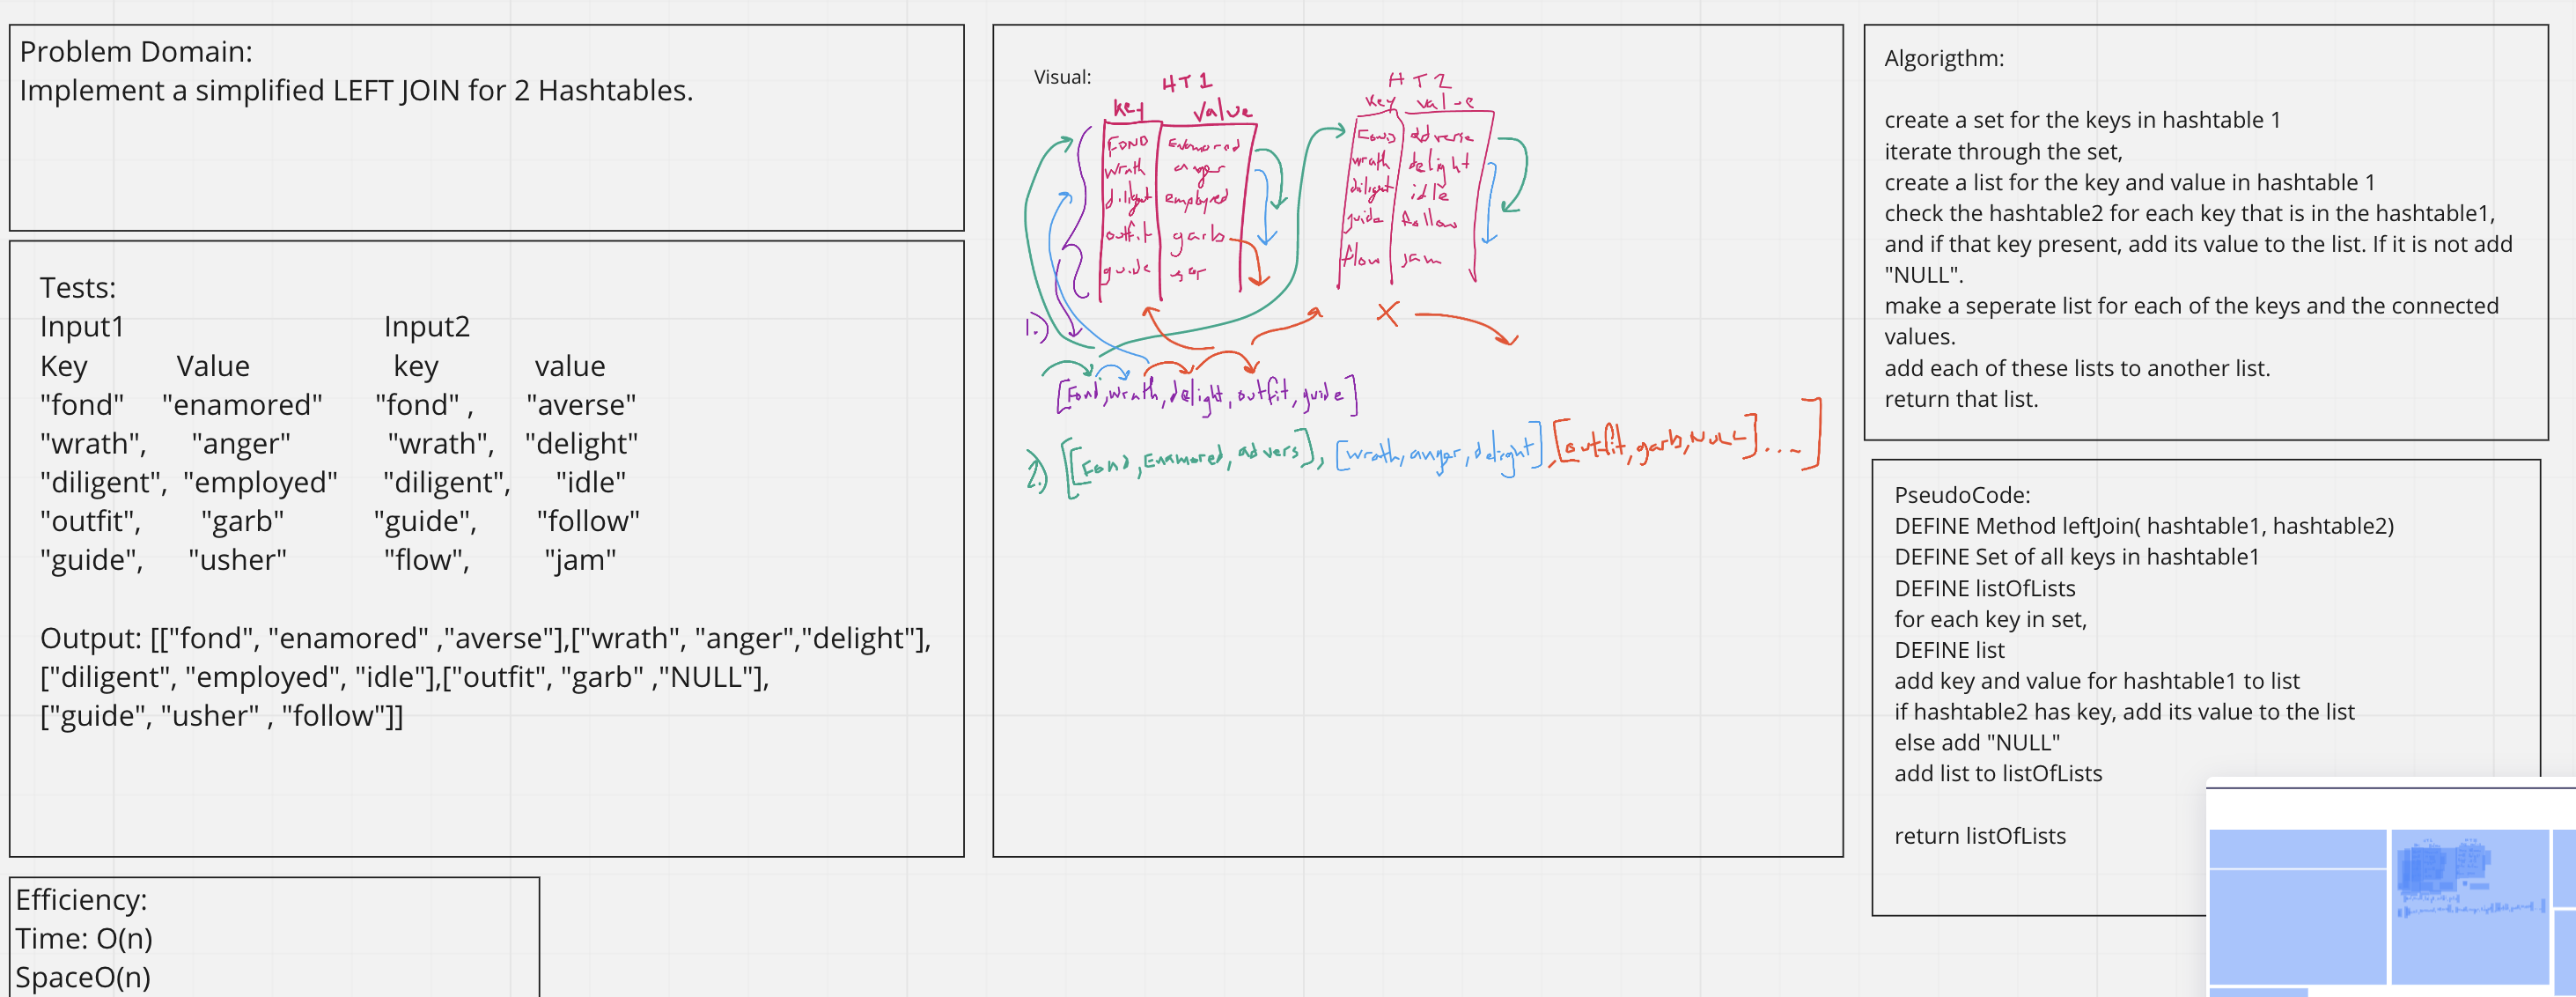 Problem Domain:
Implement a simplified LEFT JOIN for 2 Hashtables.
Tests:
Input1 Input2
Key Value key value
"fond" "enamored" "fond" , "averse"
"wrath", "anger" "wrath", "delight"
"diligent", "employed" "diligent", "idle"
"outfit", "garb" "guide", "follow"
"guide", "usher" "flow", "jam"
Output: [["fond", "enamored" ,"averse"],["wrath", "anger","delight"],
["diligent", "employed", "idle"],["outfit", "garb" ,"NULL"],
["guide", "usher" , "follow"]]
Efficiency:
Time: O(n)
SpaceO(n)
Visual:
HT1
key value
FOND Enamored
wrath anger
employed
outfit garb
guide
HT2
key value
Fond adverse
wrath delight
idle
guide follow
flow jam
1.)
[Fond,wrath,delight,outfit,guide]
2.) [[Fond,Enamored,advers],[wrath,anger,delight],[outfit,garb,NULL]...]
Algorigthm:
create a set for the keys in hashtable 1
iterate through the set,
create a list for the key and value in hashtable 1
check the hashtable2 for each key that is in the hashtable1,
and if that key present, add its value to the list. If it is not add
"NULL".
make a seperate list for each of the keys and the connected
values.
add each of these lists to another list.
return that list.
PseudoCode:
DEFINE Method leftJoin( hashtable1, hashtable2)
DEFINE Set of all keys in hashtable1
DEFINE listOfLists
for each key in set,
DEFINE list
add key and value for hashtable1 to list
if hashtable2 has key, add its value to the list
else add "NULL"
add list to listOfLists
return listOfLists